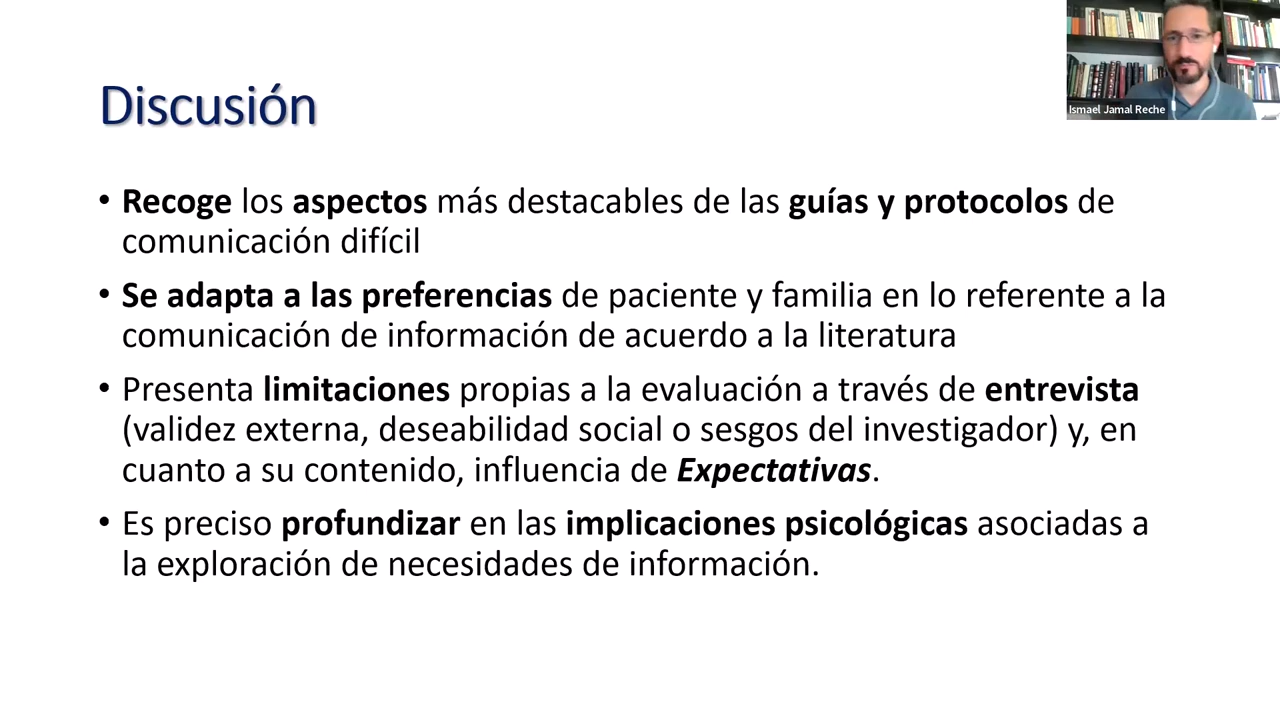 Discusión
Ismael Jamal Reche
• Recoge los aspectos más destacables de las guías y protocolos de
comunicación difícil
• Se adapta a las preferencias de paciente y familia en lo referente a la
comunicación de información de acuerdo a la literatura
• Presenta limitaciones propias a la evaluación a través de entrevista
(validez externa, deseabilidad social o sesgos del investigador) y, en
cuanto a su contenido, influencia de Expectativas.
• Es preciso profundizar en las implicaciones psicológicas asociadas a
la exploración de necesidades de información.